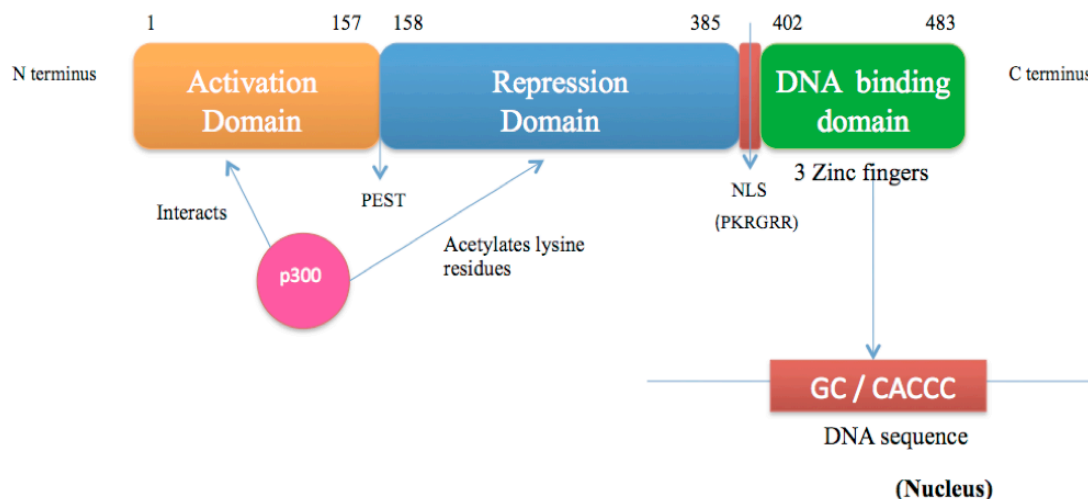 1 157 158 385 402 483
N terminus
Activation
Domain
Repression
Domain
DNA binding
domain
C terminus
PEST
NLS
(PKRGRR)
3 Zinc fingers
Interacts
p300
Acetylates lysine
residues
GC / CACCC
DNA sequence
(Nucleus)